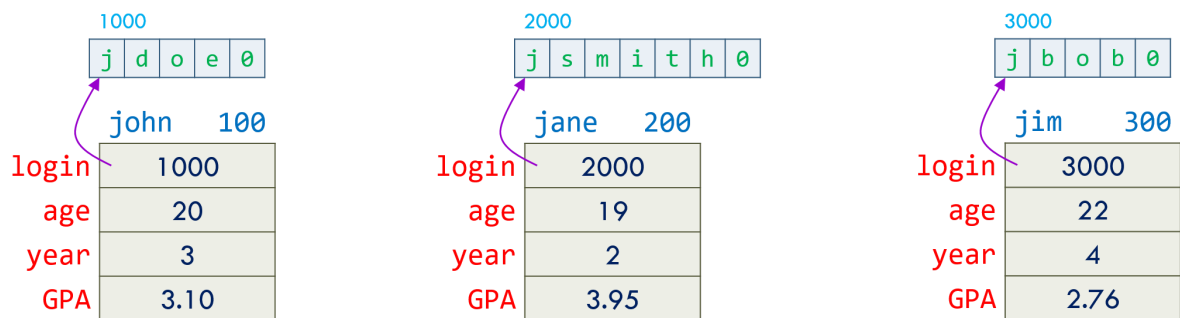 1000 2000 3000
j d o e 0 j s m i t h 0 j b o b 0
john 100 jane 200 jim 300
login 1000 login 2000 login 3000
age 20 age 19 age 22
year 3 year 2 year 4
GPA 3.10 GPA 3.95 GPA 2.76